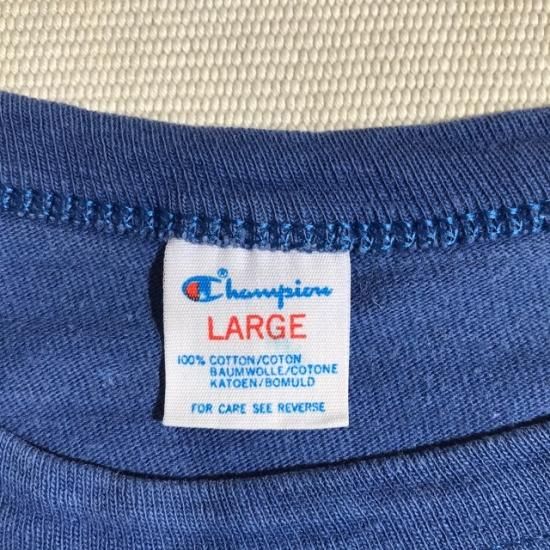 Champion®
LARGE
100% COTTON/COTON
BAUMWOLLE/COTONE
KATOEN/BOMULD
FOR CARE SEE REVERSE